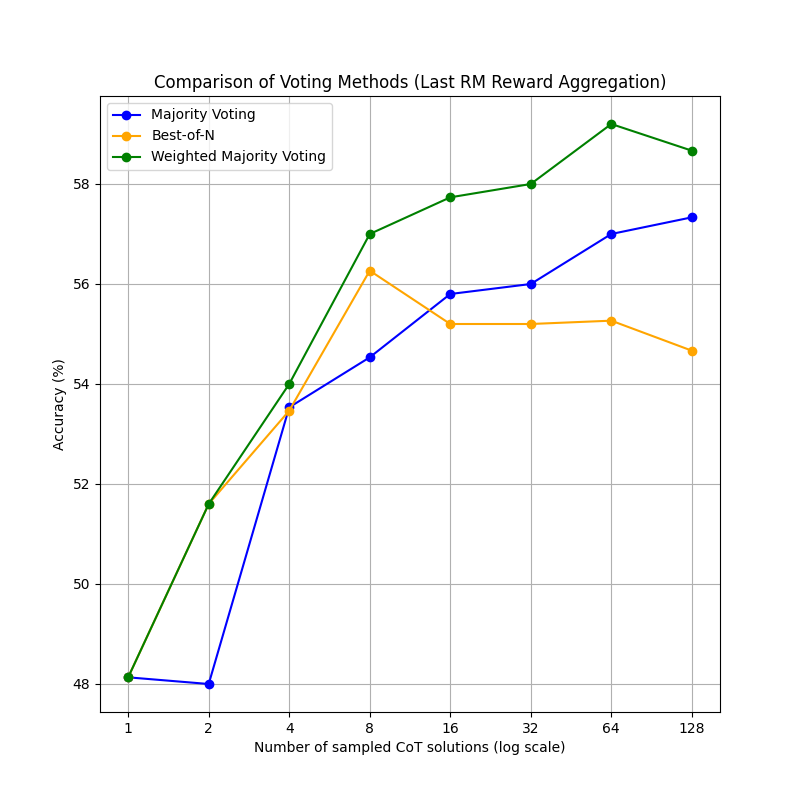 Comparison of Voting Methods (Last RM Reward Aggregation)
Majority Voting
Best-of-N
Weighted Majority Voting
Accuracy (%)
58
56
54
52
50
48
1 2 4 8 16 32 64 128
Number of sampled CoT solutions (log scale)